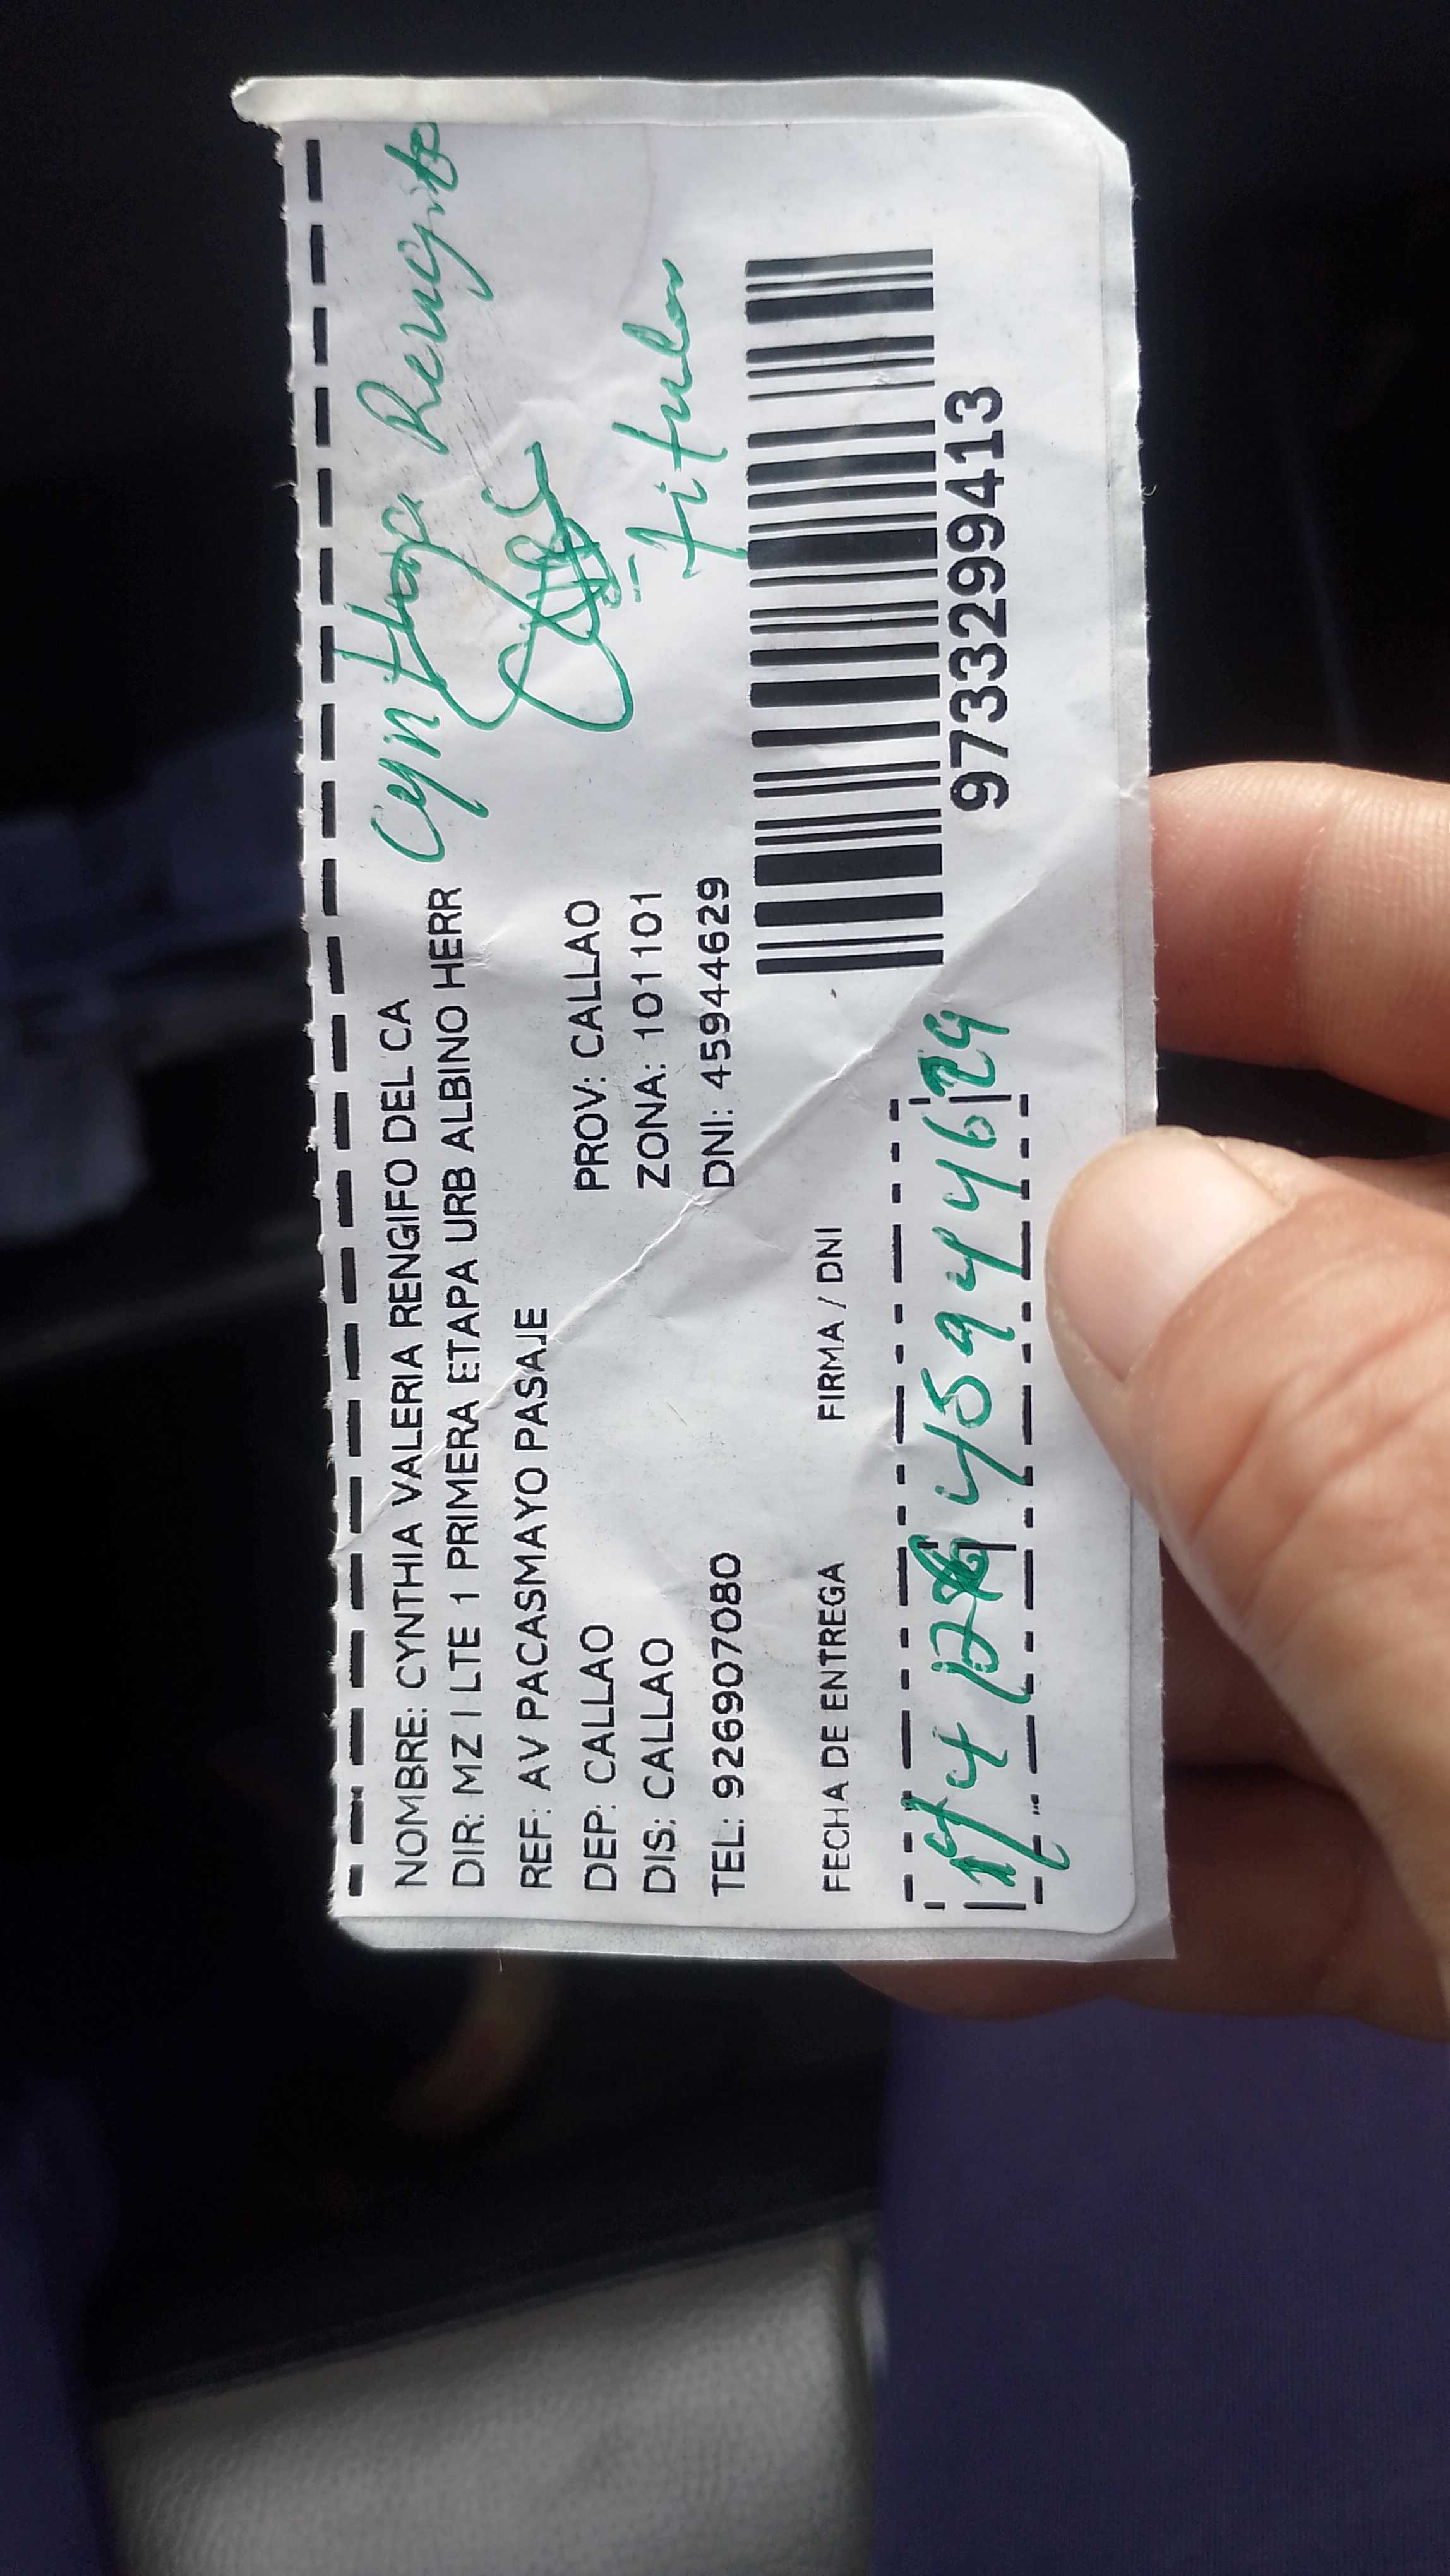 NOMBRE: CYNTHIA VALERIA RENGIFO DEL CA
DIR: MZ I LTE 1 PRIMERA ETAPA URB ALBINO HERR
REF: AV PACASMAYO PASAJE
DEP: CALLAO
PROV: CALLAO
DIS: CALLAO
ZONA: 101101
TEL: 926907080
DNI: 45944629
Cynthia Rengifo
Titular
FECHA DE ENTREGA
FIRMA / DNI
45944629
9733299413